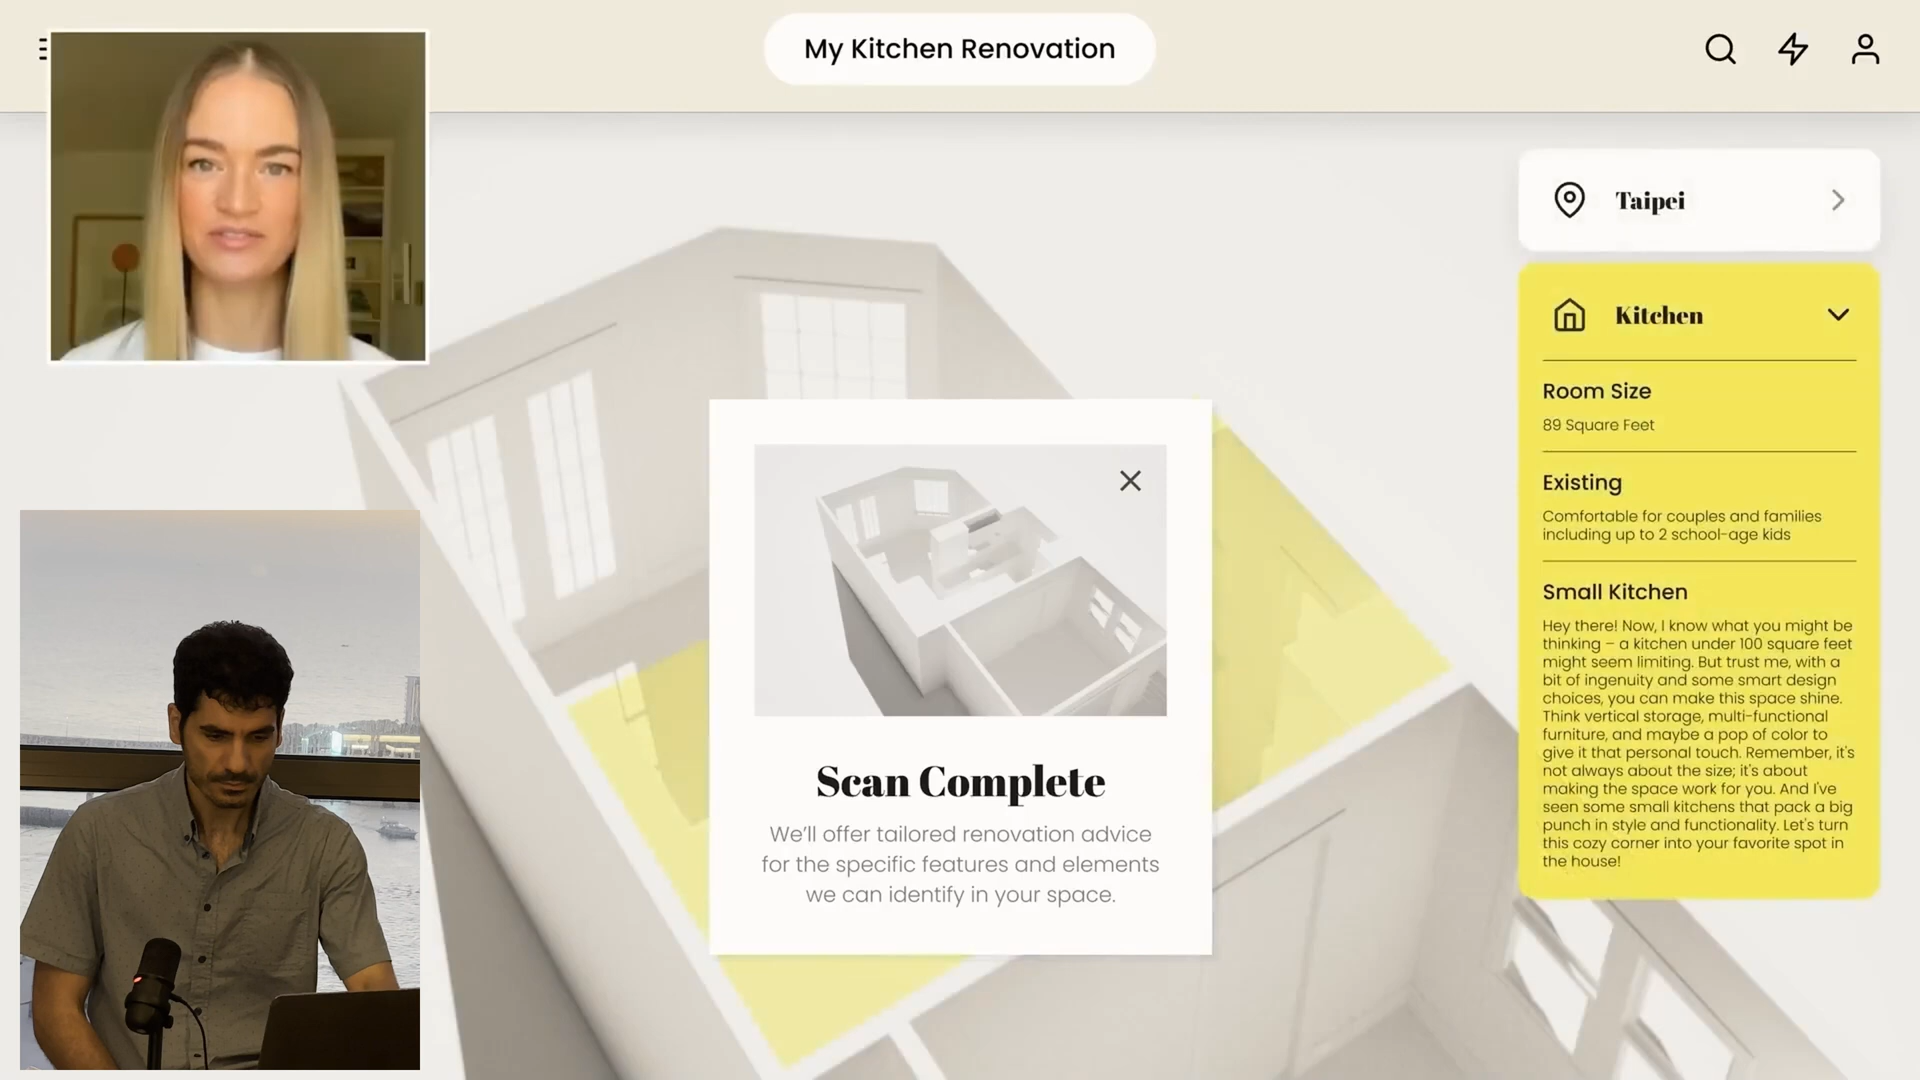 My Kitchen Renovation
Taipei
Kitchen
Room Size
89 Square Feet
Existing
Comfortable for couples and families
including up to 2 school-age kids
Small Kitchen
Hey there! Now, I know what you might be
thinking – a kitchen under 100 square feet
might seem limiting. But trust me, with a
bit of ingenuity and some smart design
choices, you can make this space shine.
Think vertical storage, multi-functional
furniture, and maybe a pop of color to
give it that personal touch. Remember, it's
not always about the size; it's about
making the space work for you. And I've
seen some small kitchens that pack a big
punch in style and functionality. Let's turn
this cozy corner into your favorite spot in
the house!
Scan Complete
We’ll offer tailored renovation advice
for the specific features and elements
we can identify in your space.